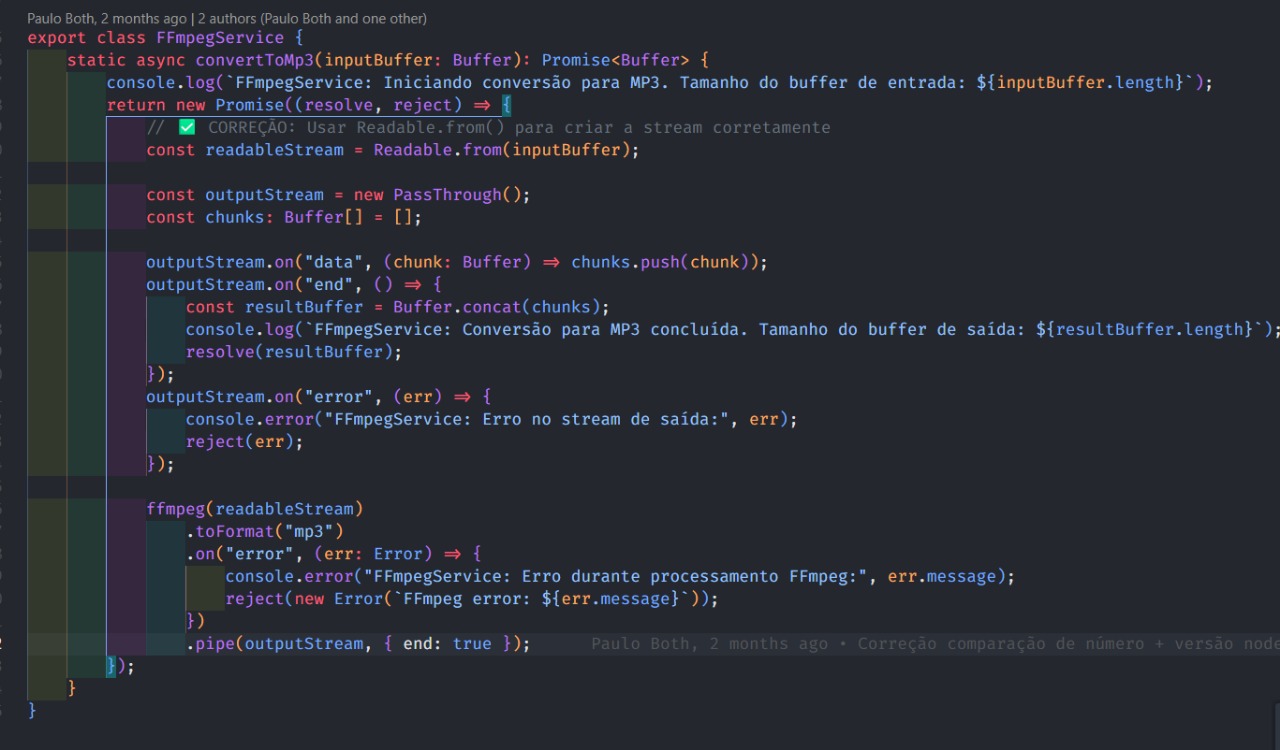 Paulo Both, 2 months ago | 2 authors (Paulo Both and one other)
export class FFmpegService {
    static async convertToMp3(inputBuffer: Buffer): Promise<Buffer> {
        console.log(`FFmpegService: Iniciando conversão para MP3. Tamanho do buffer de entrada: ${inputBuffer.length}`);
        return new Promise((resolve, reject) => {
            // ✅ CORREÇÃO: Usar Readable.from() para criar a stream corretamente
            const readableStream = Readable.from(inputBuffer);

            const outputStream = new PassThrough();
            const chunks: Buffer[] = [];

            outputStream.on("data", (chunk: Buffer) => chunks.push(chunk));
            outputStream.on("end", () => {
                const resultBuffer = Buffer.concat(chunks);
                console.log(`FFmpegService: Conversão para MP3 concluída. Tamanho do buffer de saída: ${resultBuffer.length}`);
                resolve(resultBuffer);
            });
            outputStream.on("error", (err) => {
                console.error("FFmpegService: Erro no stream de saída:", err);
                reject(err);
            });

            ffmpeg(readableStream)
                .toFormat("mp3")
                .on("error", (err: Error) => {
                    console.error("FFmpegService: Erro durante processamento FFmpeg:", err.message);
                    reject(new Error(`FFmpeg error: ${err.message}`));
                })
                .pipe(outputStream, { end: true });      Paulo Both, 2 months ago • Correção comparação de número + versão node
        });
    }
}